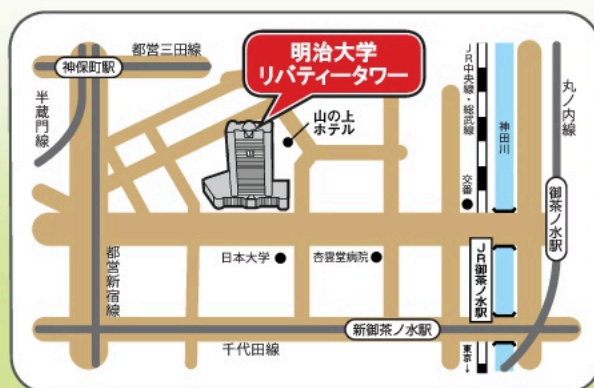 都営三田線
神保町駅
半蔵門線
明治大学
リバティータワー
山の上
ホテル
JR中央線・総武線
神田川
丸ノ内線
交番
御茶ノ水駅
日本大学
杏雲堂病院
JR御茶ノ水駅
都営新宿線
新御茶ノ水駅
千代田線
東京→